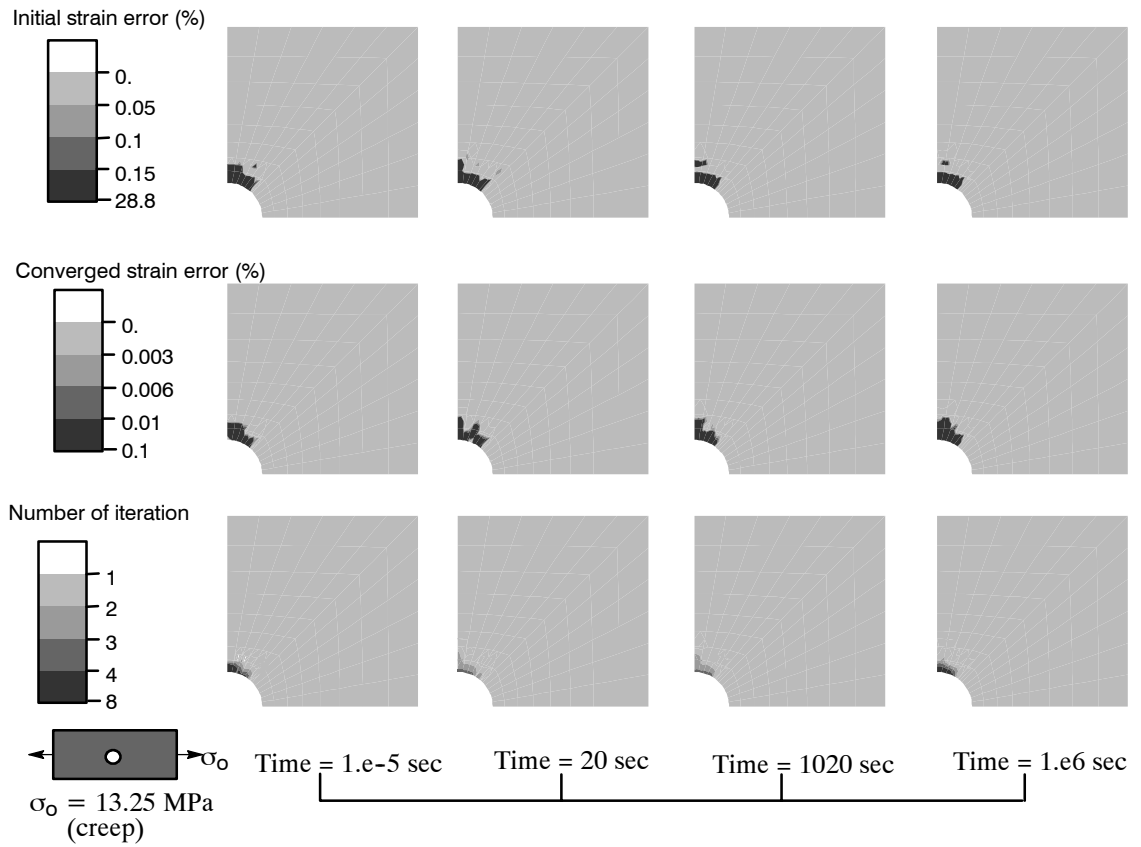 Initial strain error (%)
0.
0.05
0.1
0.15
28.8
Converged strain error (%)
0.
0.003
0.006
0.01
0.1
Number of iteration
1
2
3
4
8
σo
σo = 13.25 MPa
(creep)
Time = 1.e-5 sec
Time = 20 sec
Time = 1020 sec
Time = 1.e6 sec